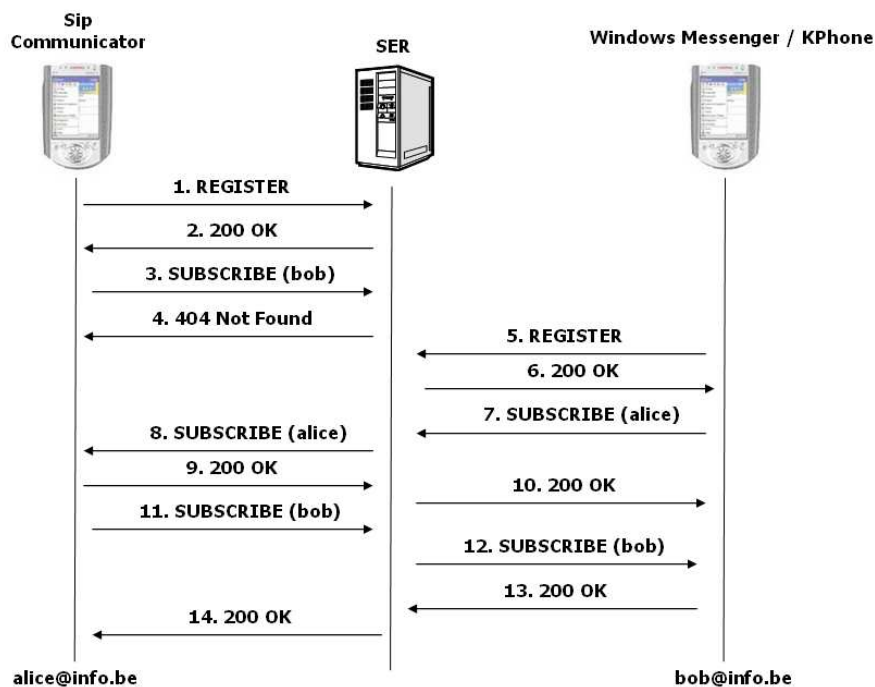 Sip
Communicator
SER
Windows Messenger / KPhone
1. REGISTER
2. 200 OK
3. SUBSCRIBE (bob)
4. 404 Not Found
5. REGISTER
6. 200 OK
7. SUBSCRIBE (alice)
8. SUBSCRIBE (alice)
9. 200 OK
10. 200 OK
11. SUBSCRIBE (bob)
12. SUBSCRIBE (bob)
13. 200 OK
14. 200 OK
alice@info.be
bob@info.be